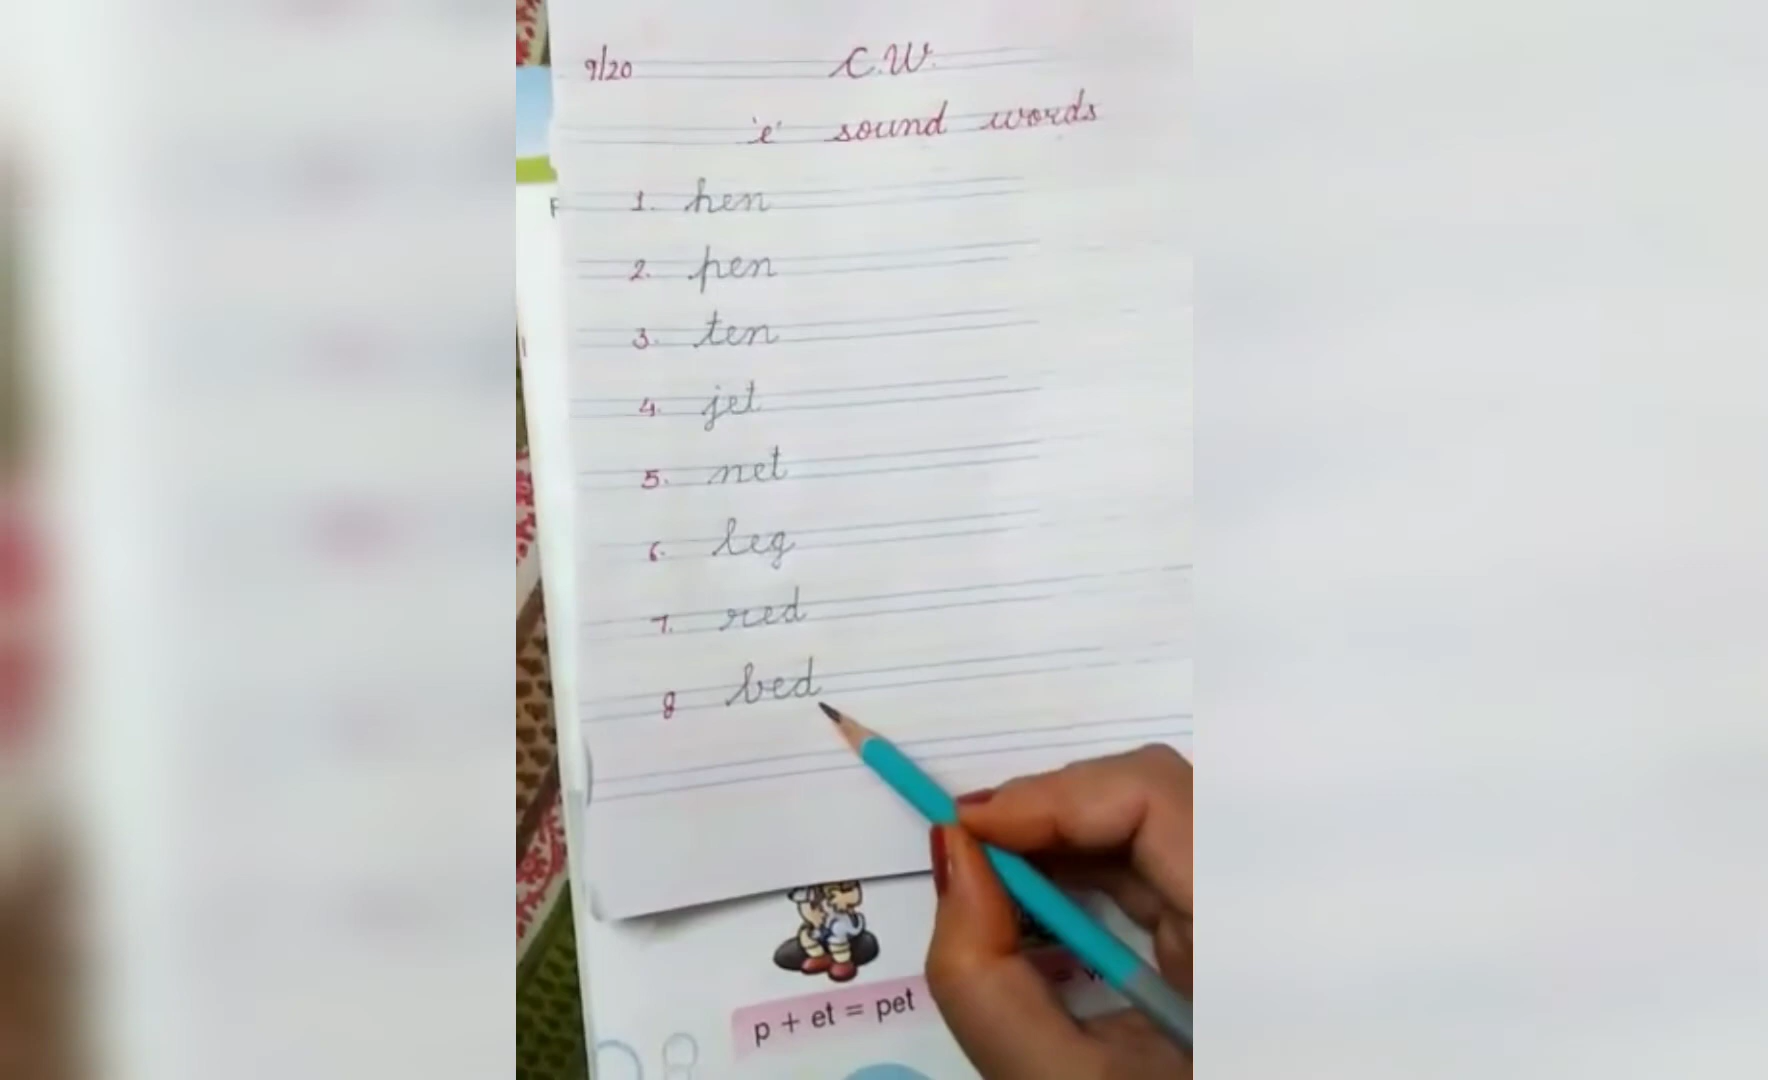 9/20 C.W.
'e' sound words
1. hen
2. pen
3. ten
4. jet
5. net
6. leg
7. red
8 bed
p + et = pet